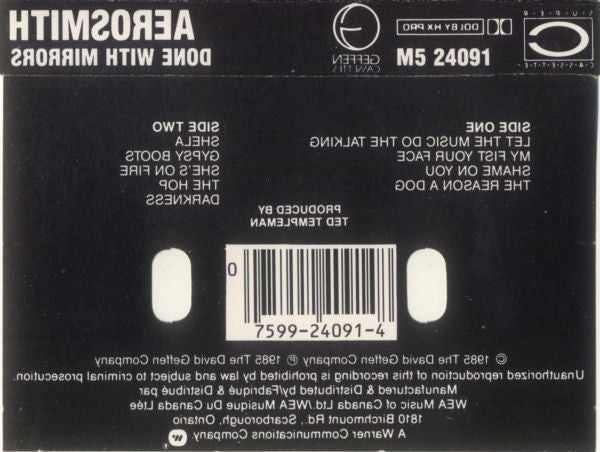 AEROSMITH
DONE WITH MIRRORS
GEFFEN
CASSETTES
M5 24091
DOLBY HX PRO
S·U·P·E·R
C·A·S·S·E·T·T·E
SIDE ONE
LET THE MUSIC DO THE TALKING
MY FIST YOUR FACE
SHAME ON YOU
THE REASON A DOG
SIDE TWO
SHELA
GYPSY BOOTS
SHE'S ON FIRE
THE HOP
DARKNESS
PRODUCED BY
TED TEMPLEMAN
0
7599-24091-4
© 1985 The David Geffen Company ℗ 1985 The David Geffen Company
Unauthorized reproduction of this recording is prohibited by law and subject to criminal prosecution.
Manufactured & Distributed by/Fabriqué & Distribué par
WEA Music of Canada Ltd./WEA Musique Du Canada Ltée
1810 Birchmount Rd., Scarborough, Ontario
A Warner Communications Company.